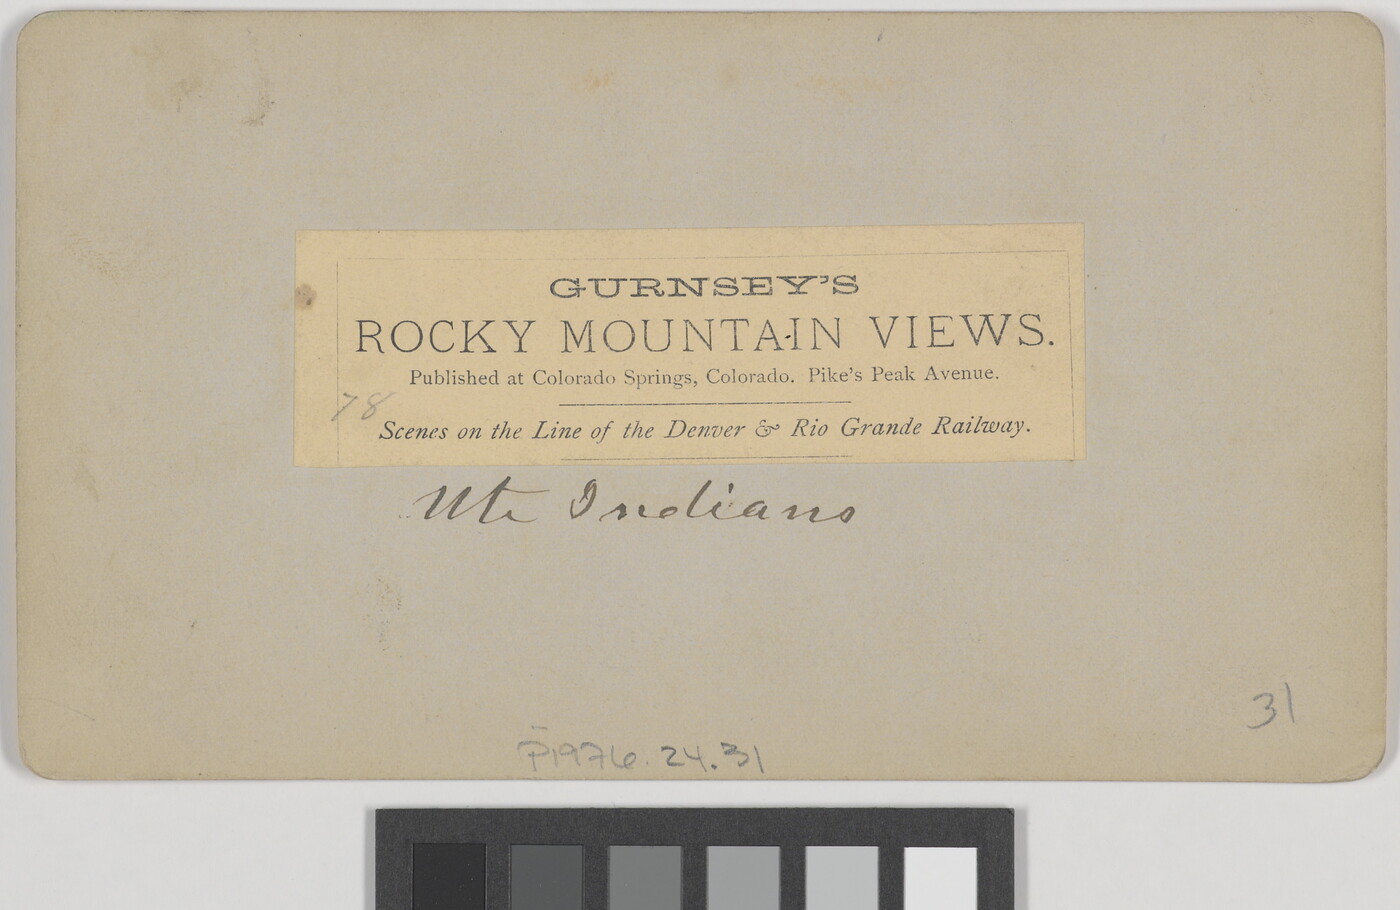 GURNSEY'S
ROCKY MOUNTAIN VIEWS.
Published at Colorado Springs, Colorado. Pike's Peak Avenue.
78
Scenes on the Line of the Denver & Rio Grande Railway.
Ute Indians
31
P1976.24.31